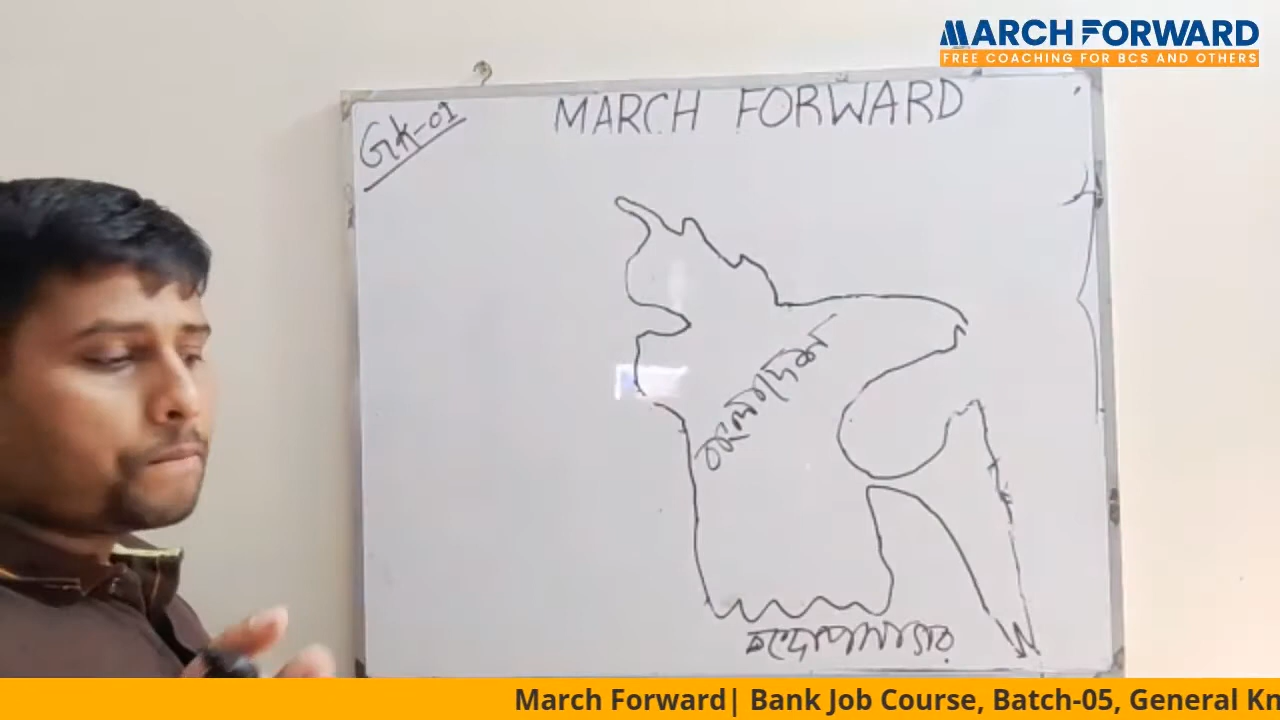 MARCH FORWARD
FREE COACHING FOR BCS AND OTHERS
MARCH FORWARD
GK-01
বাংলাদেশ
বঙ্গোপসাগর
March Forward| Bank Job Course, Batch-05, General Kn